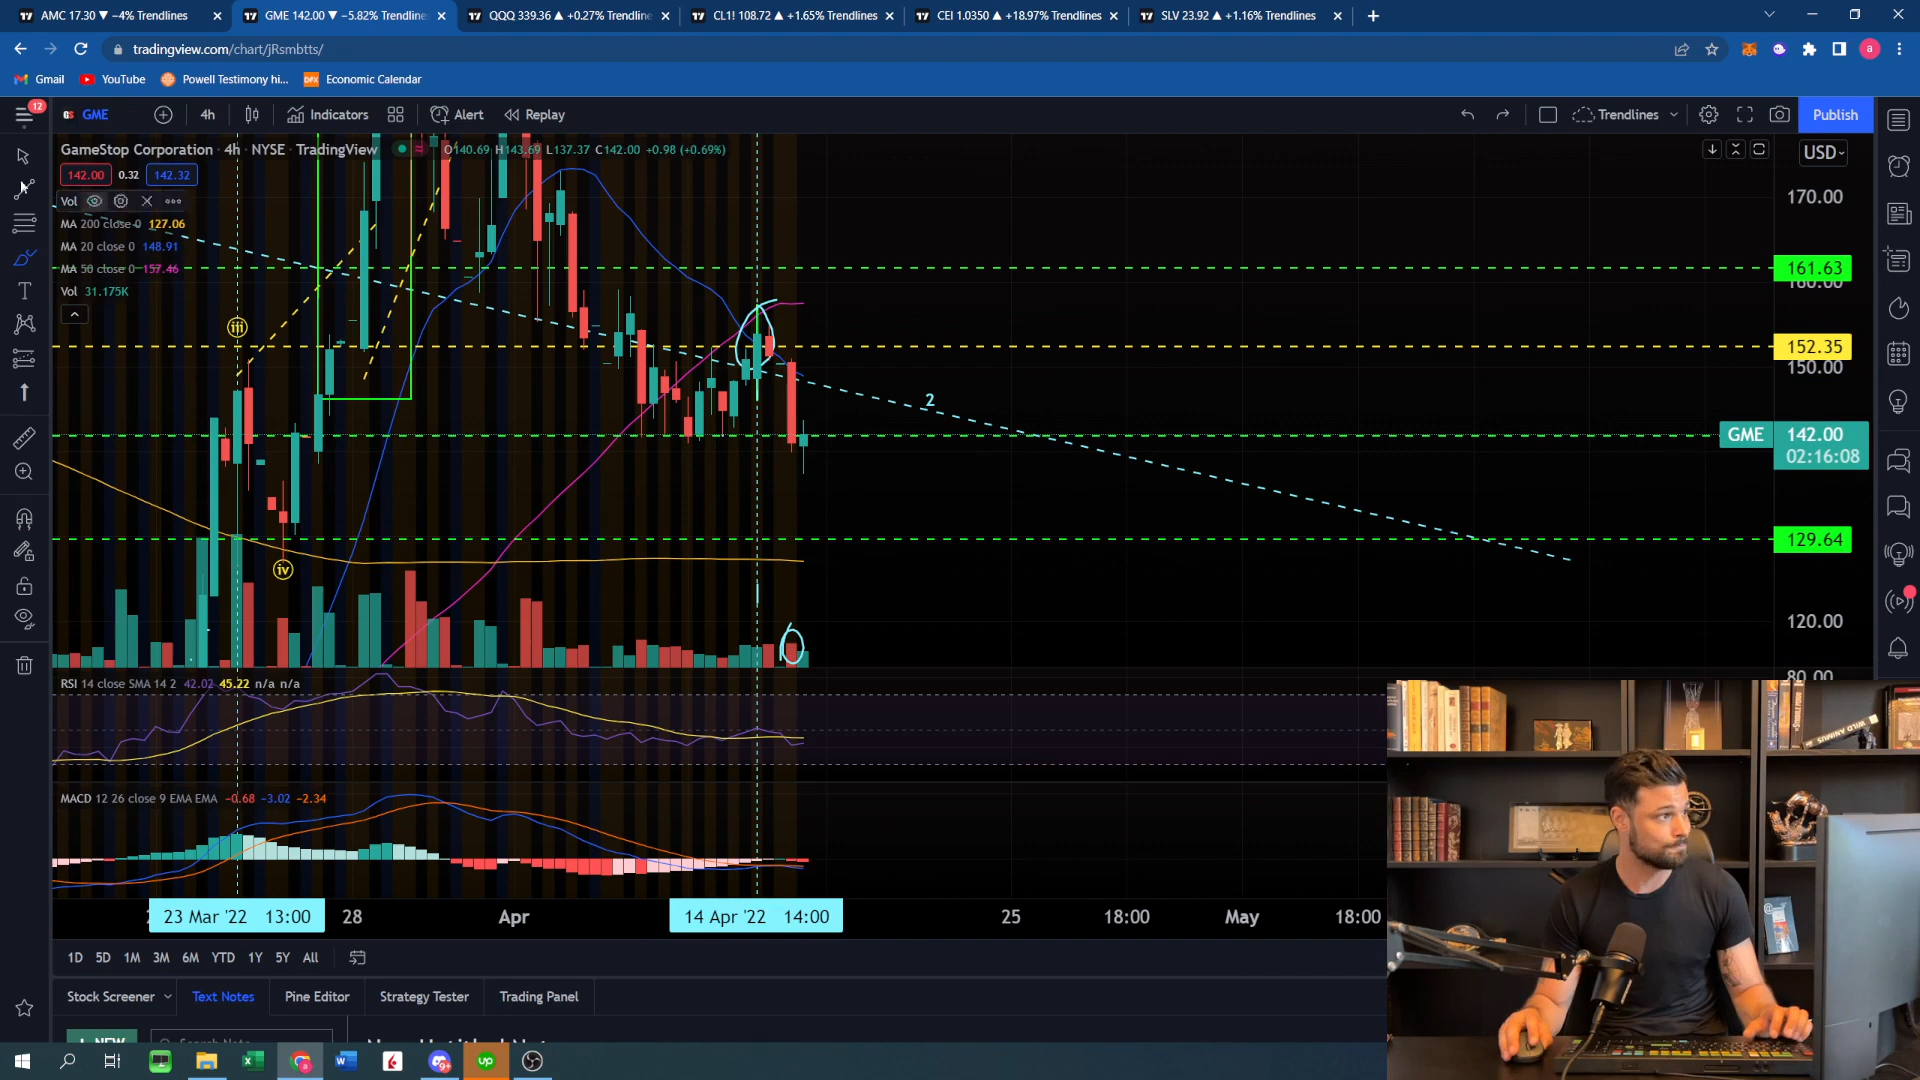 AMC 17.30 ▼ −4% Trendlines
GME 142.00 ▼ −5.82% Trendline
QQQ 339.36 ▲ +0.27% Trendline
CL1! 108.72 ▲ +1.65% Trendlines
CEI 1.0350 ▲ +18.97% Trendlines
SLV 23.92 ▲ +1.16% Trendlines
tradingview.com/chart/jRsmbtts/
Gmail
YouTube
Powell Testimony hi...
Economic Calendar
12
GME
4h
Indicators
Alert
Replay
Trendlines
Publish
GameStop Corporation · 4h · NYSE · TradingView
O140.69 H143.69 L137.37 C142.00 +0.98 (+0.69%)
USD
142.00
0.32
142.32
Vol
MA 200 close 0 127.06
MA 20 close 0 148.91
MA 50 close 0 157.46
Vol 31.175K
170.00
161.63
160.00
152.35
150.00
GME 142.00
02:16:08
129.64
120.00
80.00
iii
iv
2
RSI 14 close SMA 14 2 42.02 45.22 n/a n/a
MACD 12 26 close 9 EMA EMA −0.68 −3.02 −2.34
23 Mar '22 13:00
28
Apr
14 Apr '22 14:00
25
18:00
May
18:00
1D 5D 1M 3M 6M YTD 1Y 5Y All
Stock Screener
Text Notes
Pine Editor
Strategy Tester
Trading Panel
WILD ANIMUS